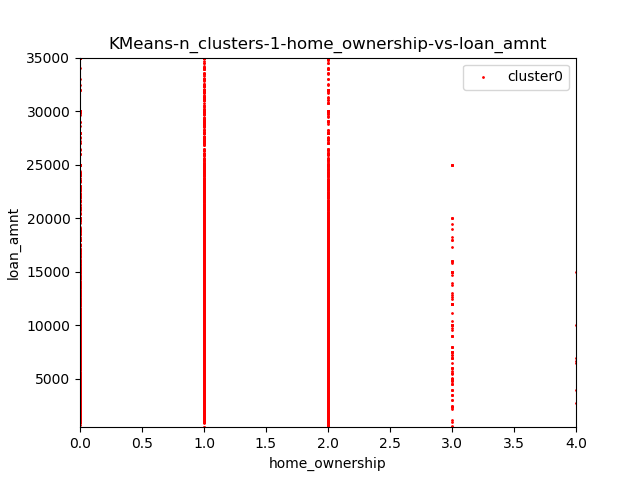 KMeans-n_clusters-1-home_ownership-vs-loan_amnt
cluster0
35000
30000
25000
20000
15000
10000
5000
loan_amnt
0.0 0.5 1.0 1.5 2.0 2.5 3.0 3.5 4.0
home_ownership